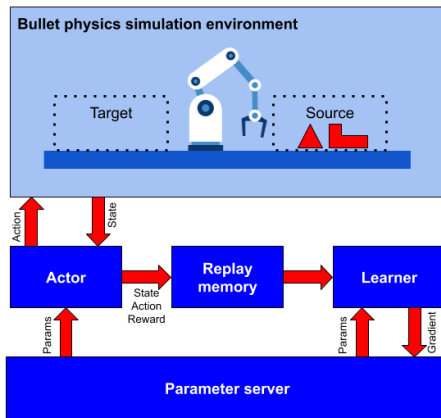 Bullet physics simulation environment
Target
Source
Action
State
Actor
State
Action
Reward
Replay
memory
Learner
Params
Params
Gradient
Parameter server